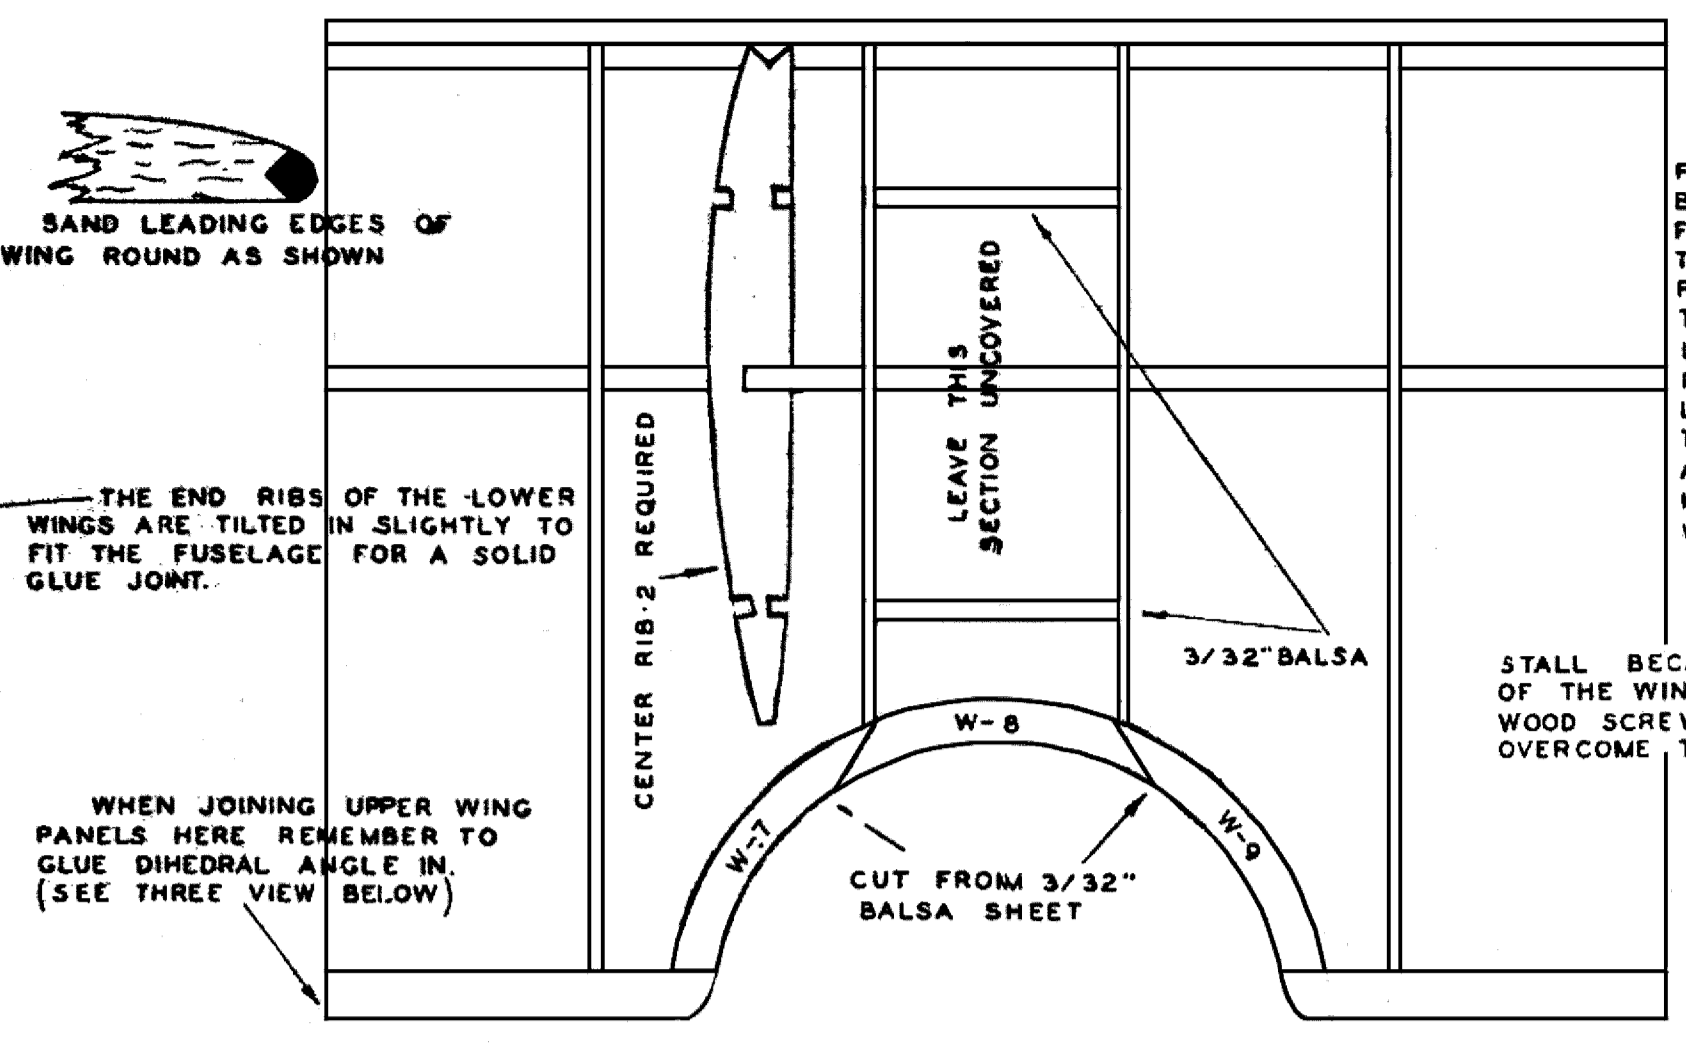 SAND LEADING EDGES OF
WING ROUND AS SHOWN
THE END RIBS OF THE LOWER
WINGS ARE TILTED IN SLIGHTLY TO
FIT THE FUSELAGE FOR A SOLID
GLUE JOINT.
WHEN JOINING UPPER WING
PANELS HERE REMEMBER TO
GLUE DIHEDRAL ANGLE IN.
(SEE THREE VIEW BELOW)
CENTER RIB-2 REQUIRED
LEAVE THIS
SECTION UNCOVERED
3/32" BALSA
W-8
W-7
W-9
CUT FROM 3/32"
BALSA SHEET
STALL
OF THE
WOOD
OVERCOME